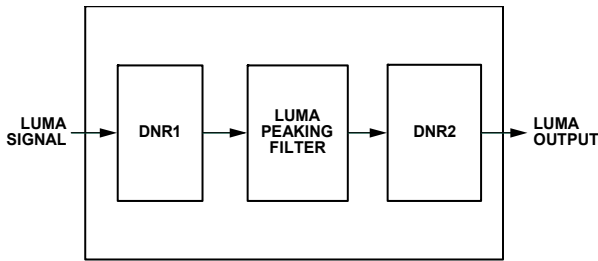 LUMA
SIGNAL
DNR1
LUMA
PEAKING
FILTER
DNR2
LUMA
OUTPUT